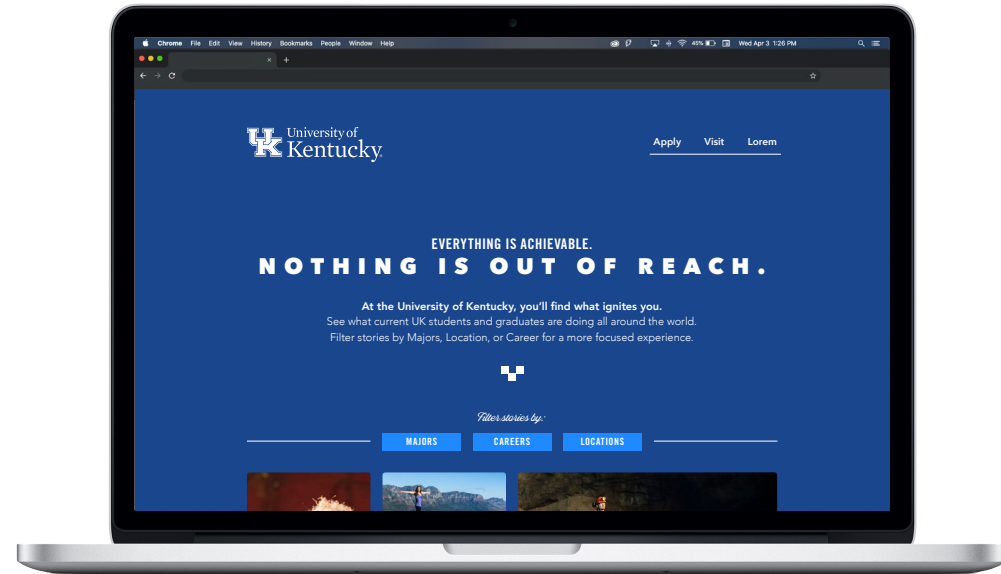 Chrome File Edit View History Bookmarks People Window Help 45% Wed Apr 3 1:26 PM
University of
Kentucky
UK
Apply Visit Lorem
EVERYTHING IS ACHIEVABLE.
NOTHING IS OUT OF REACH.
At the University of Kentucky, you'll find what ignites you.
See what current UK students and graduates are doing all around the world.
Filter stories by Majors, Location, or Career for a more focused experience.
Filter stories by:
MAJORS CAREERS LOCATIONS